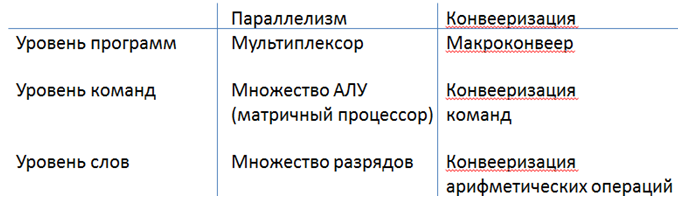 Параллелизм Конвееризация
Уровень программ Мультиплексор Макроконвеер
Уровень команд Множество АЛУ Конвееризация
(матричный процессор) команд
Уровень слов Множество разрядов Конвееризация
арифметических операций